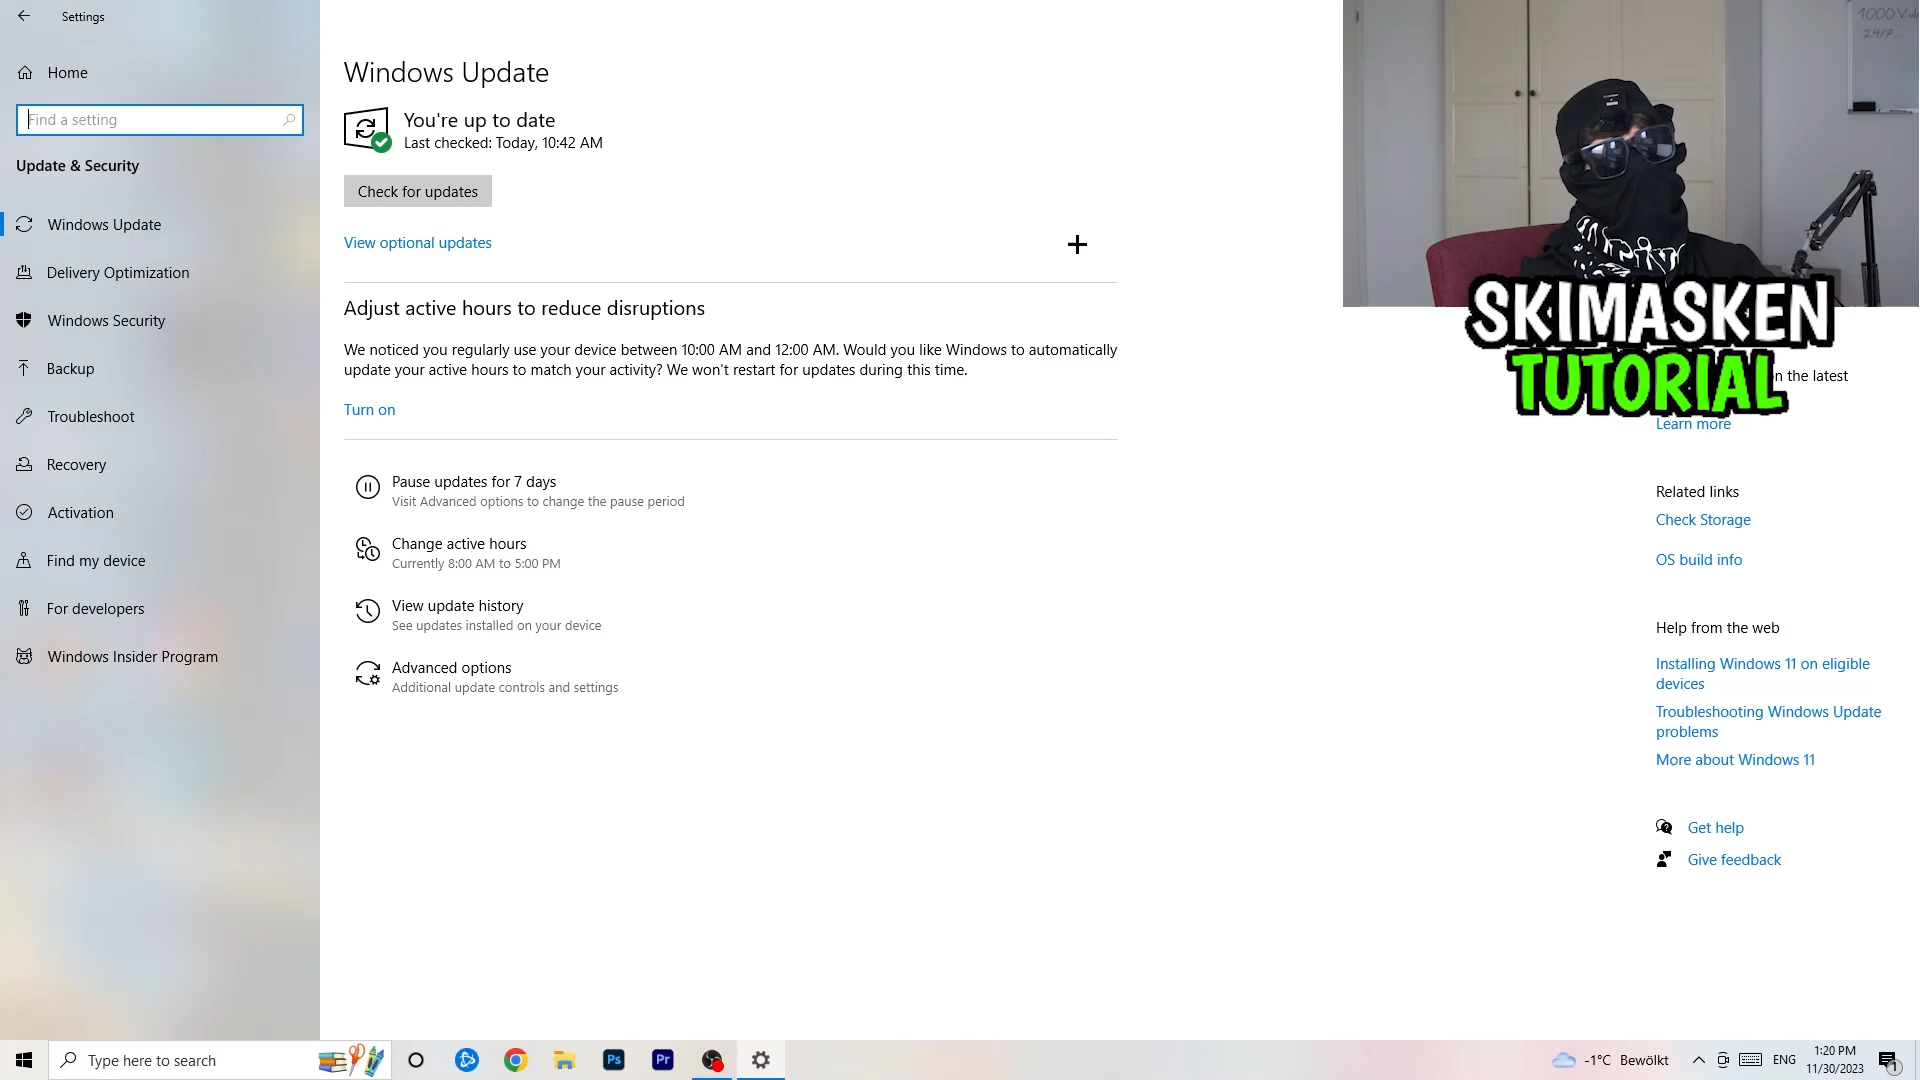 Settings
Home
Find a setting
Update & Security
Windows Update
Delivery Optimization
Windows Security
Backup
Troubleshoot
Recovery
Activation
Find my device
For developers
Windows Insider Program
Windows Update
You're up to date
Last checked: Today, 10:42 AM
Check for updates
View optional updates
Adjust active hours to reduce disruptions
We noticed you regularly use your device between 10:00 AM and 12:00 AM. Would you like Windows to automatically
update your active hours to match your activity? We won't restart for updates during this time.
Turn on
Pause updates for 7 days
Visit Advanced options to change the pause period
Change active hours
Currently 8:00 AM to 5:00 PM
View update history
See updates installed on your device
Advanced options
Additional update controls and settings
1000
24/7
SKIMASKEN
TUTORIAL
on the latest
Learn more
Related links
Check Storage
OS build info
Help from the web
Installing Windows 11 on eligible
devices
Troubleshooting Windows Update
problems
More about Windows 11
Get help
Give feedback
Type here to search
Ps
Pr
-1°C Bewölkt
ENG
1:20 PM
11/30/2023
1